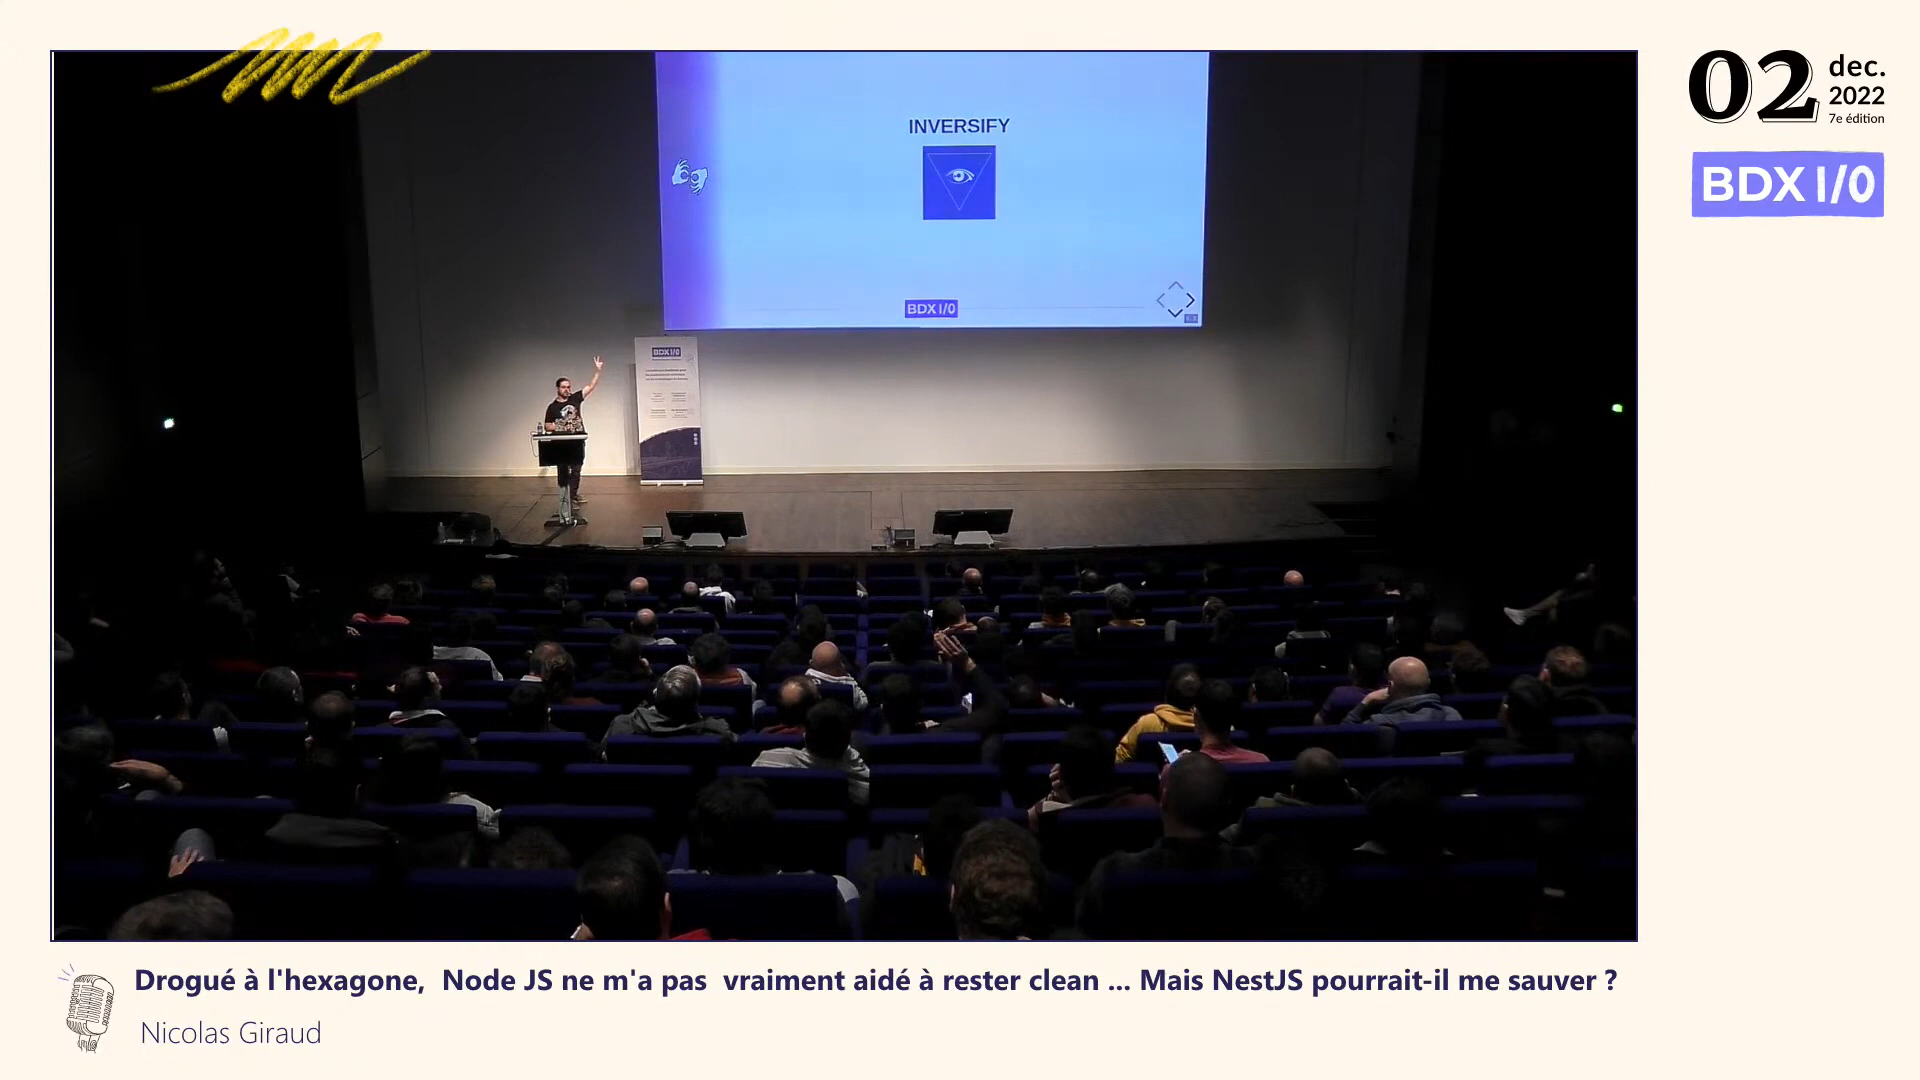 02
dec.
2022
7e édition
BDX I/O
INVERSIFY
BDX I/O
BDX I/O
Drogué à l'hexagone, Node JS ne m'a pas vraiment aidé à rester clean ... Mais NestJS pourrait-il me sauver ?
Nicolas Giraud